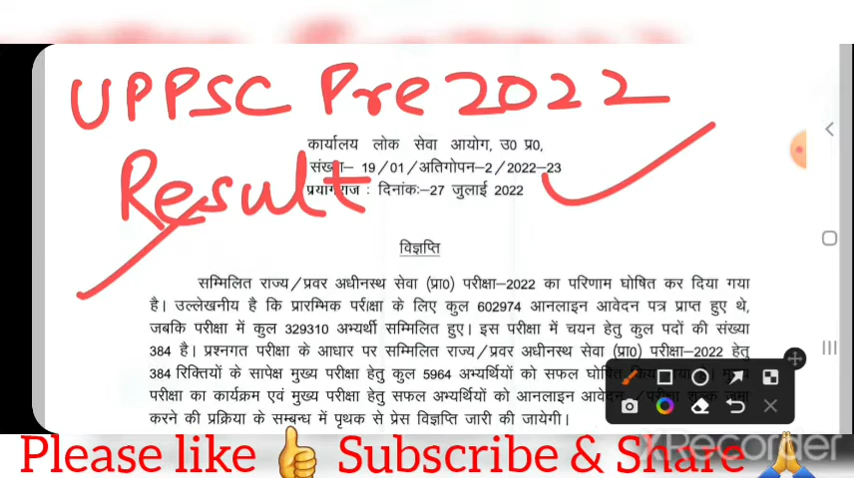 UPPSC Pre 2022
कार्यालय लोक सेवा आयोग, उ0 प्र0,
संख्या– 19/01/अतिगोपन–2/2022–23
Result
प्रयागराज : दिनांकः–27 जुलाई 2022
विज्ञप्ति
सम्मिलित राज्य/प्रवर अधीनस्थ सेवा (प्रा0) परीक्षा–2022 का परिणाम घोषित कर दिया गया
है। उल्लेखनीय है कि प्रारम्भिक परीक्षा के लिए कुल 602974 आनलाइन आवेदन पत्र प्राप्त हुए थे,
जबकि परीक्षा में कुल 329310 अभ्यर्थी सम्मिलित हुए। इस परीक्षा में चयन हेतु कुल पदों की संख्या
384 है। प्रश्नगत परीक्षा के आधार पर सम्मिलित राज्य/प्रवर अधीनस्थ सेवा (प्रा0) परीक्षा–2022 हेतु
384 रिक्तियों के सापेक्ष मुख्य परीक्षा हेतु कुल 5964 अभ्यर्थियों को सफल घोषित
परीक्षा का कार्यक्रम एवं मुख्य परीक्षा हेतु सफल अभ्यर्थियों को आनलाइन आवेदन
करने की प्रक्रिया के सम्बन्ध में पृथक से प्रेस विज्ञप्ति जारी की जायेगी।
Please like 👍 Subscribe & Share 🙏
XRecorder